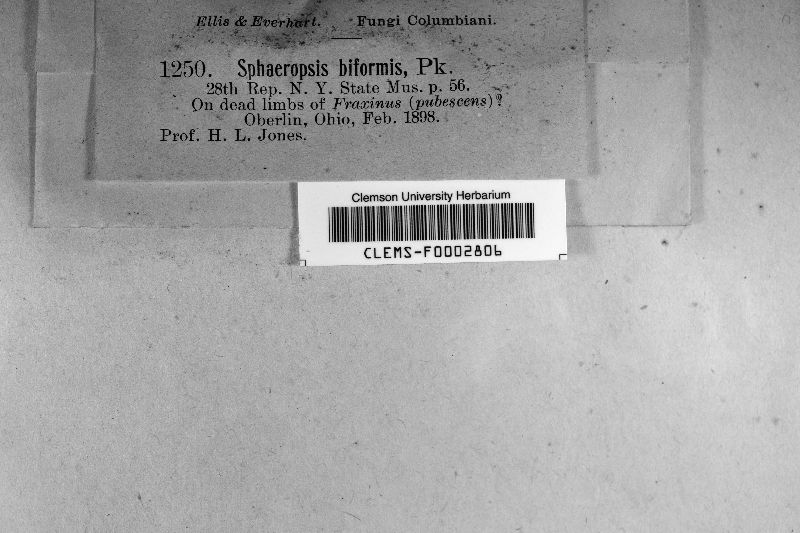 Ellis & Everhart. Fungi Columbiani.
1250. Sphaeropsis biformis, Pk.
28th Rep. N. Y. State Mus. p. 56.
On dead limbs of Fraxinus (pubescens)?
Oberlin, Ohio, Feb. 1898.
Prof. H. L. Jones.
Clemson University Herbarium
CLEMS-F0002806